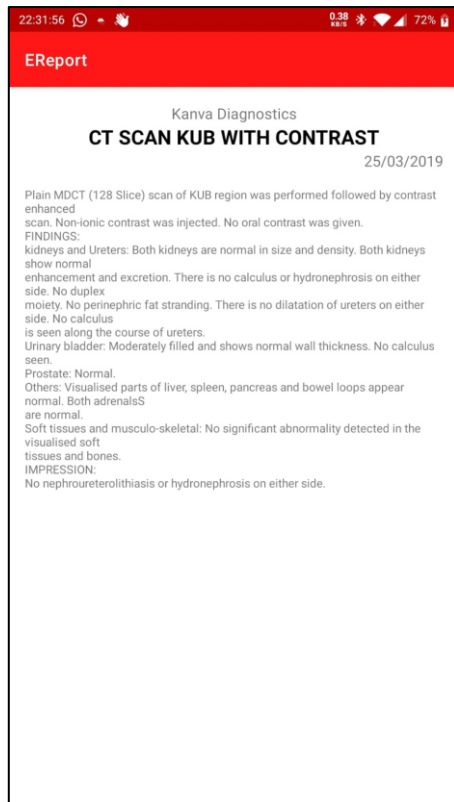 22:31:56
0.38
KB/S
72%
EReport
Kanva Diagnostics
CT SCAN KUB WITH CONTRAST
25/03/2019
Plain MDCT (128 Slice) scan of KUB region was performed followed by contrast
enhanced
scan. Non-ionic contrast was injected. No oral contrast was given.
FINDINGS:
kidneys and Ureters: Both kidneys are normal in size and density. Both kidneys
show normal
enhancement and excretion. There is no calculus or hydronephrosis on either
side. No duplex
moiety. No perinephric fat stranding. There is no dilatation of ureters on either
side. No calculus
is seen along the course of ureters.
Urinary bladder: Moderately filled and shows normal wall thickness. No calculus
seen.
Prostate: Normal.
Others: Visualised parts of liver, spleen, pancreas and bowel loops appear
normal. Both adrenalsS
are normal.
Soft tissues and musculo-skeletal: No significant abnormality detected in the
visualised soft
tissues and bones.
IMPRESSION:
No nephroureterolithiasis or hydronephrosis on either side.